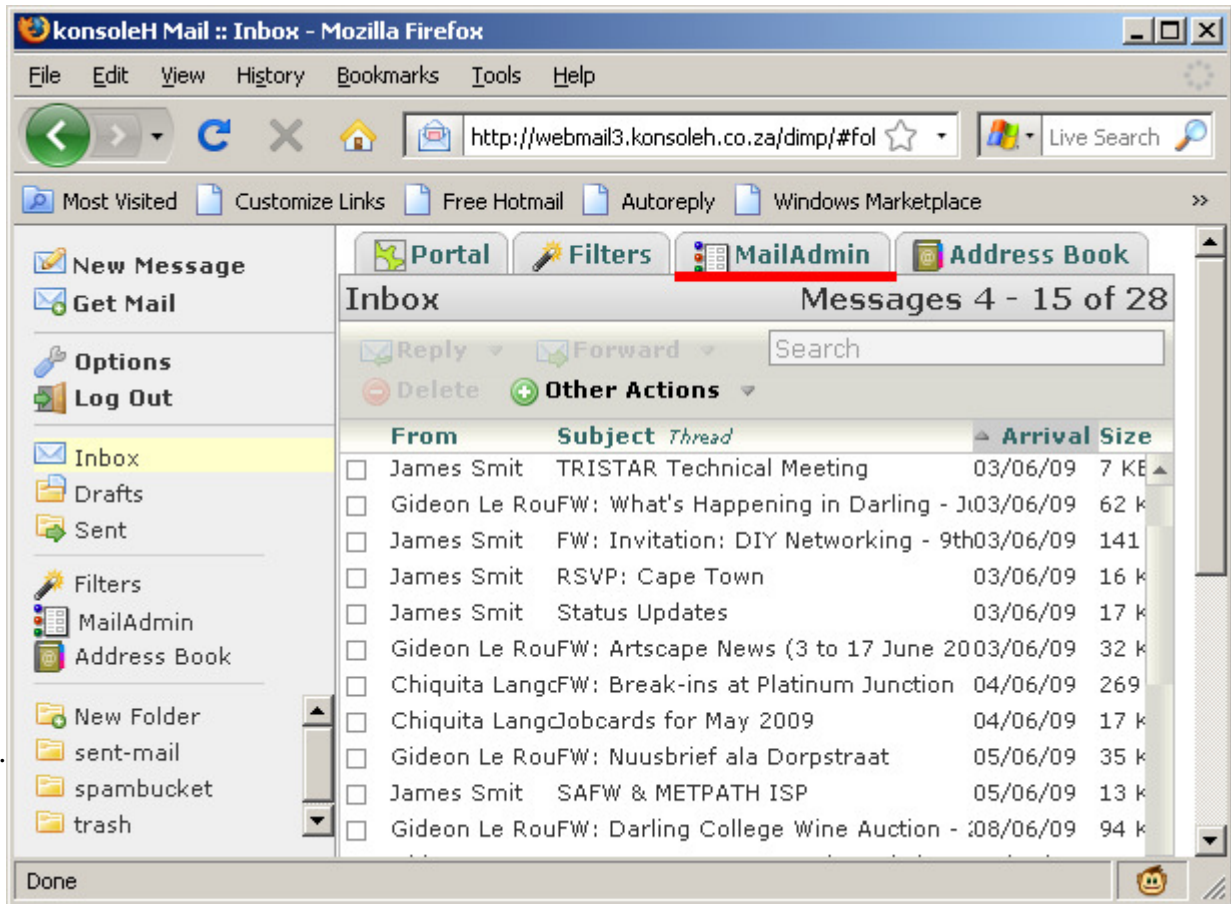 konsoleH Mail :: Inbox - Mozilla Firefox
File Edit View History Bookmarks Tools Help
http://webmail3.konsoleh.co.za/dimp/#fol
Live Search
Most Visited Customize Links Free Hotmail Autoreply Windows Marketplace »
Portal Filters MailAdmin Address Book
New Message
Get Mail
Options
Log Out
Inbox
Drafts
Sent
Filters
MailAdmin
Address Book
New Folder
sent-mail
spambucket
trash
Inbox Messages 4 - 15 of 28
Reply Forward Search
Delete Other Actions
From Subject Thread Arrival Size
James Smit TRISTAR Technical Meeting 03/06/09 7 KB
Gideon Le Rou FW: What's Happening in Darling - 03/06/09 62
James Smit FW: Invitation: DIY Networking - 9th 03/06/09 141
James Smit RSVP: Cape Town 03/06/09 16
James Smit Status Updates 03/06/09 17
Gideon Le Rou FW: Artscape News (3 to 17 June 20 03/06/09 32
Chiquita Lang FW: Break-ins at Platinum Junction 04/06/09 269
Chiquita Lang Jobcards for May 2009 04/06/09 17
Gideon Le Rou FW: Nuusbrief ala Dorpstraat 05/06/09 35
James Smit SAFW & METPATH ISP 05/06/09 13
Gideon Le Rou FW: Darling College Wine Auction - 08/06/09 94
Done